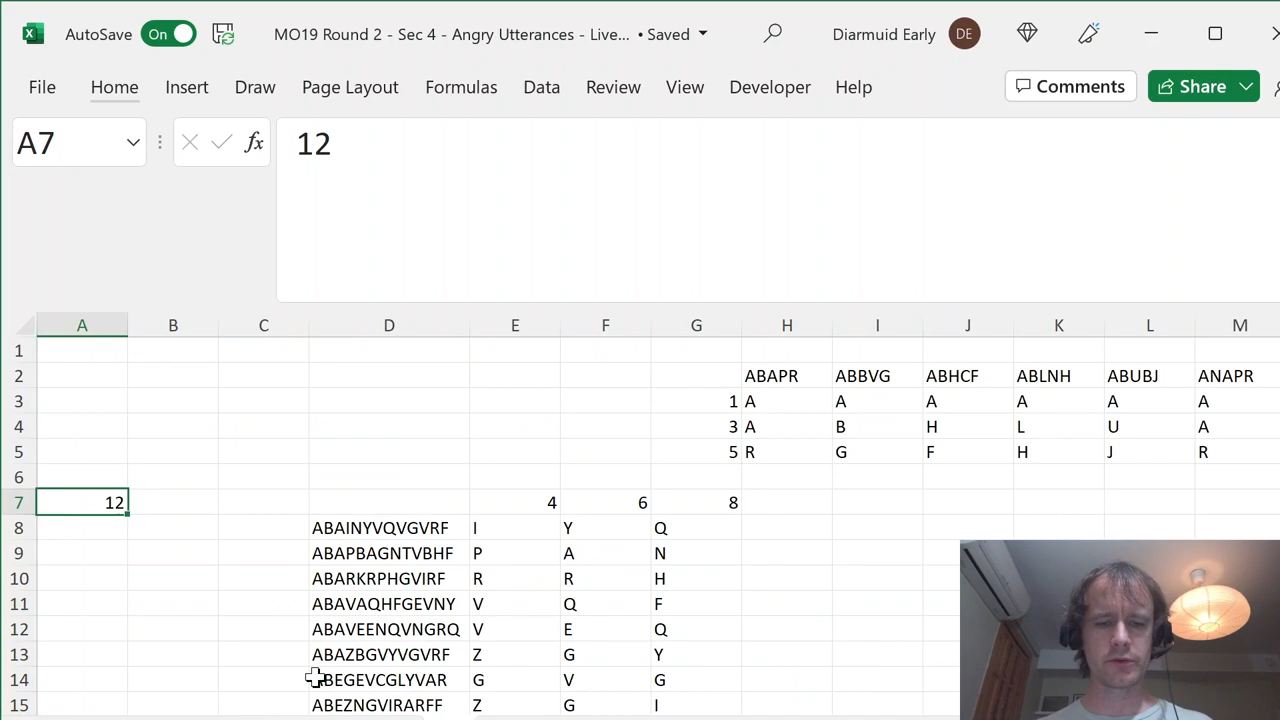 AutoSave On MO19 Round 2 - Sec 4 - Angry Utterances - Live... • Saved Diarmuid Early DE
File Home Insert Draw Page Layout Formulas Data Review View Developer Help Comments Share
A7 fx 12
A B C D E F G H I J K L M
1
2 ABAPR ABBVG ABHCF ABLNH ABUBJ ANAPR
3 1 A A A A A A
4 3 A B H L U A
5 5 R G F H J R
6
7 12 4 6 8
8 ABAINYVQVGVRF I Y Q
9 ABAPBAGNTVBHF P A N
10 ABARKRPHGVIRF R R H
11 ABAVAQHFGEVNY V Q F
12 ABAVEENQVNGRQ V E Q
13 ABAZBGVYVGVRF Z G Y
14 ABEGEVCGLYVAR G V G
15 ABEZNGVIRARFF Z G I